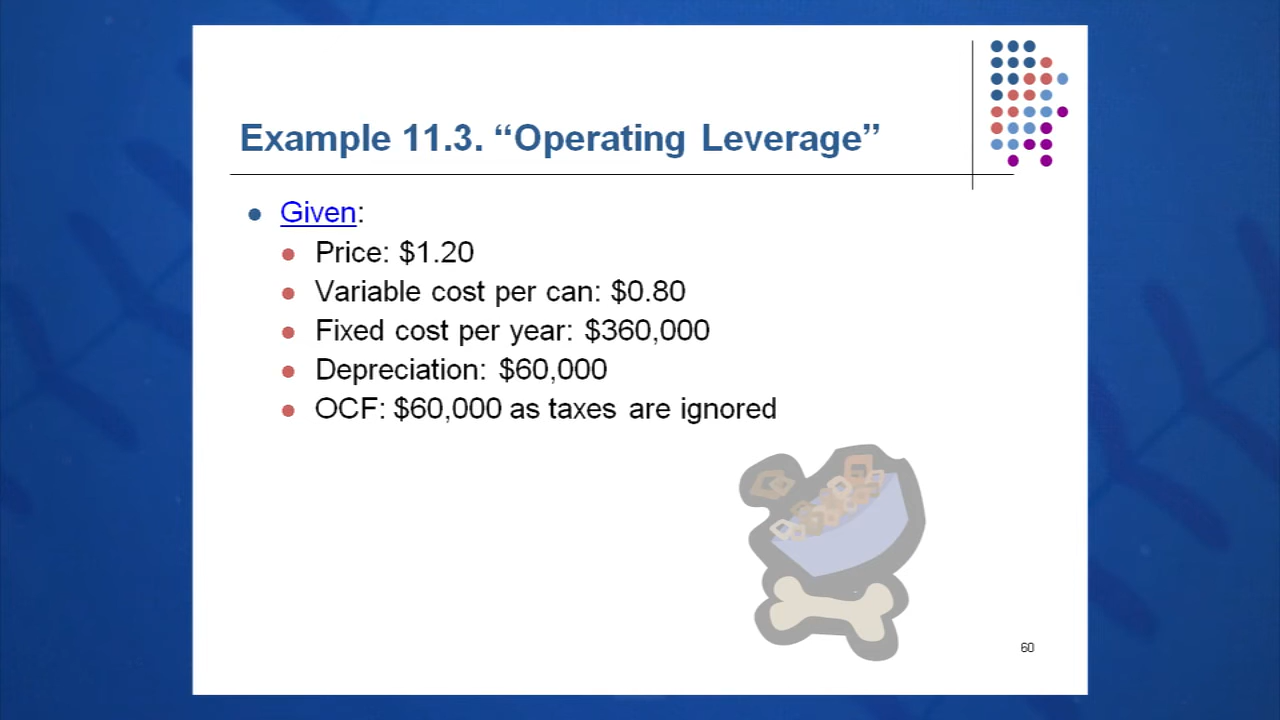 Example 11.3. “Operating Leverage”
Given:
Price: $1.20
Variable cost per can: $0.80
Fixed cost per year: $360,000
Depreciation: $60,000
OCF: $60,000 as taxes are ignored
60